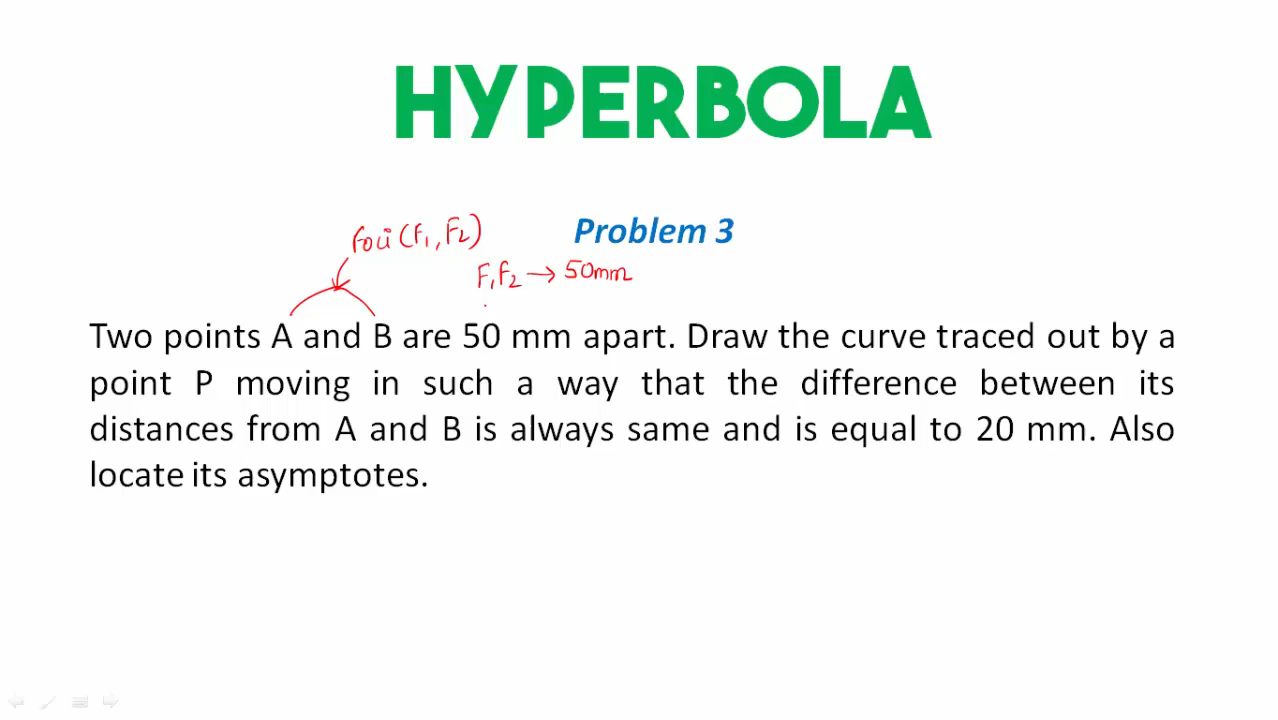 HYPERBOLA
Foci (F1, F2)
Problem 3
F1F2 → 50mm
Two points A and B are 50 mm apart. Draw the curve traced out by a
point P moving in such a way that the difference between its
distances from A and B is always same and is equal to 20 mm. Also
locate its asymptotes.